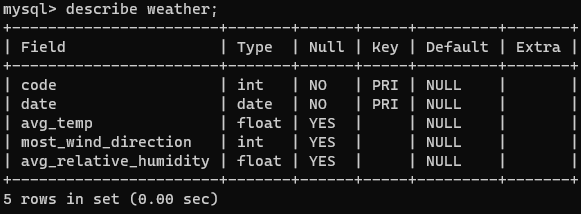 mysql> describe weather;
+-----------------------+-------+------+-----+---------+-------+
| Field                 | Type  | Null | Key | Default | Extra |
+-----------------------+-------+------+-----+---------+-------+
| code                  | int   | NO   | PRI | NULL    |       |
| date                  | date  | NO   | PRI | NULL    |       |
| avg_temp              | float | YES  |     | NULL    |       |
| most_wind_direction   | int   | YES  |     | NULL    |       |
| avg_relative_humidity | float | YES  |     | NULL    |       |
+-----------------------+-------+------+-----+---------+-------+
5 rows in set (0.00 sec)